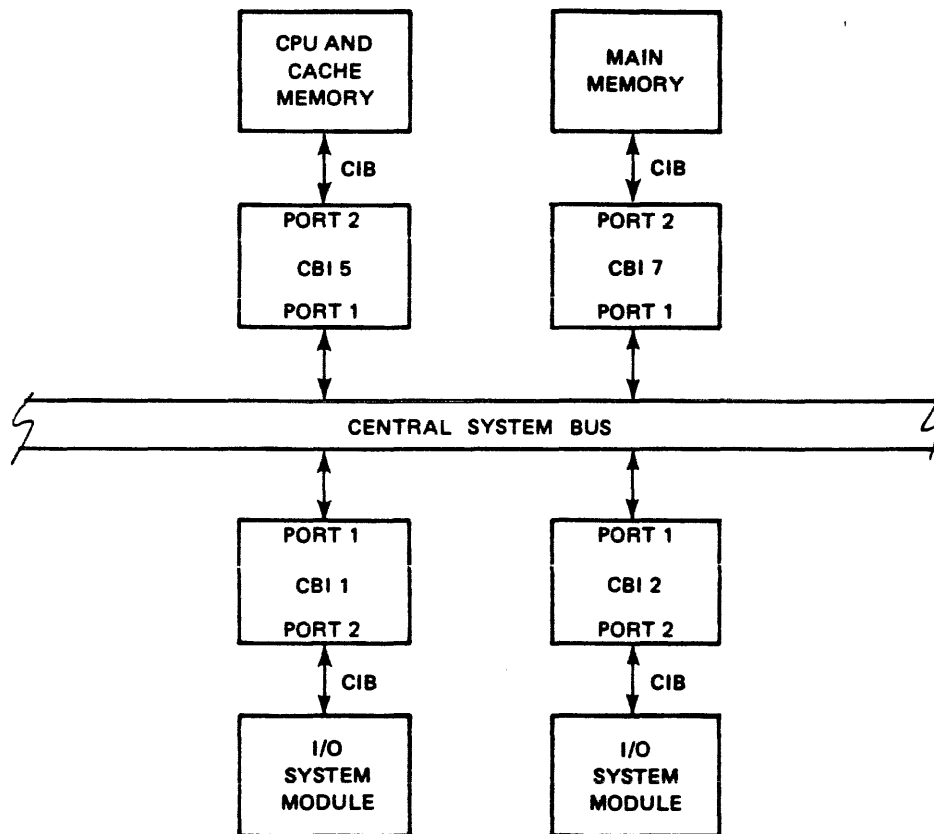 CPU AND
CACHE
MEMORY
MAIN
MEMORY
CIB
CIB
PORT 2
CBI 5
PORT 1
PORT 2
CBI 7
PORT 1
CENTRAL SYSTEM BUS
PORT 1
CBI 1
PORT 2
PORT 1
CBI 2
PORT 2
CIB
CIB
I/O
SYSTEM
MODULE
I/O
SYSTEM
MODULE